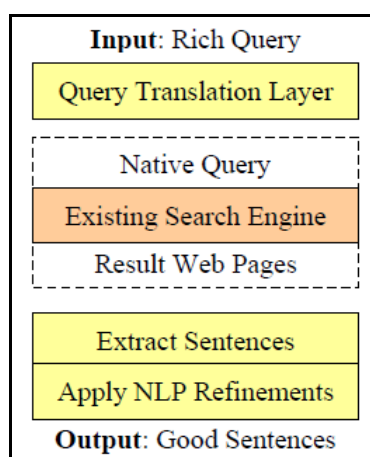 Input: Rich Query
Query Translation Layer
Native Query
Existing Search Engine
Result Web Pages
Extract Sentences
Apply NLP Refinements
Output: Good Sentences